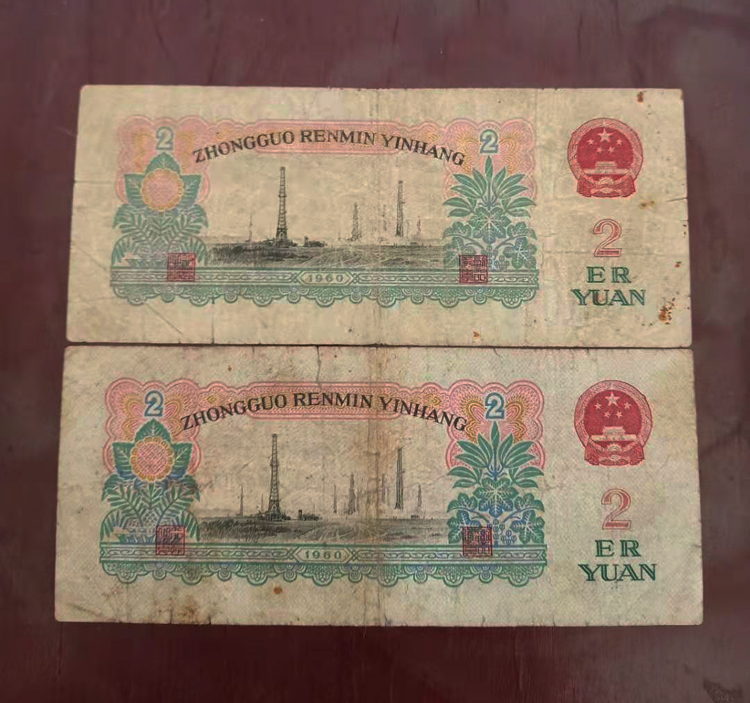 2 2
ZHONGGUO RENMIN YINHANG
1960
2
ER
YUAN
2 2
ZHONGGUO RENMIN YINHANG
1960
2
ER
YUAN